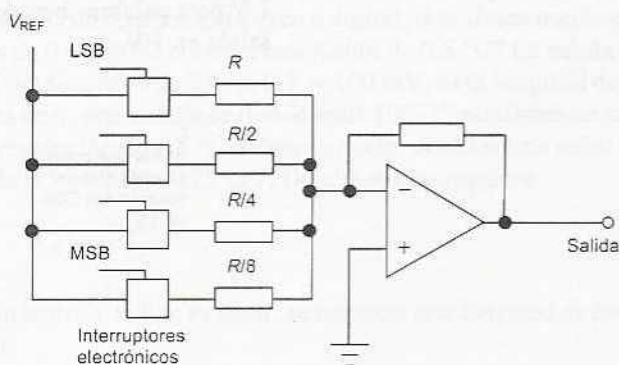 VREF
LSB
R
R/2
R/4
MSB
R/8
+
Salida
Interruptores
electrónicos